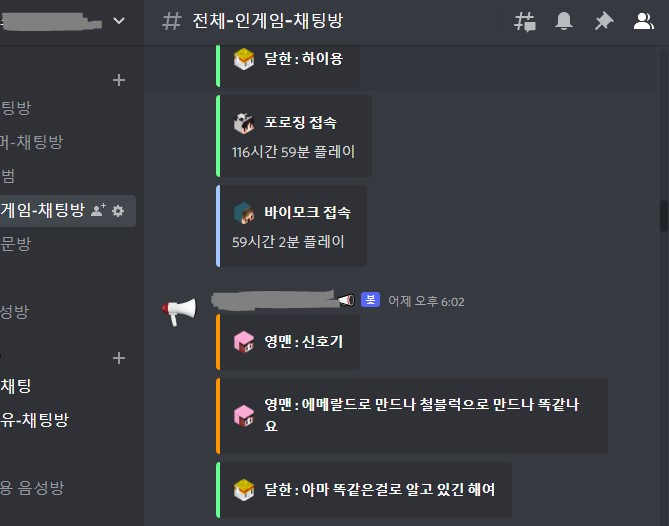 전체-인게임-채팅방
달한 : 하이용
포로징 접속
116시간 59분 플레이
바이모크 접속
59시간 2분 플레이
봇 어제 오후 6:02
영맨 : 신호기
영맨 : 에메랄드로 만드나 철블럭으로 만드나 똑같나
요
달한 : 아마 똑같은걸로 알고 있긴 해여
팅방
머-채팅방
범
게임-채팅방
문방
성방
채팅
유-채팅방
용 음성방